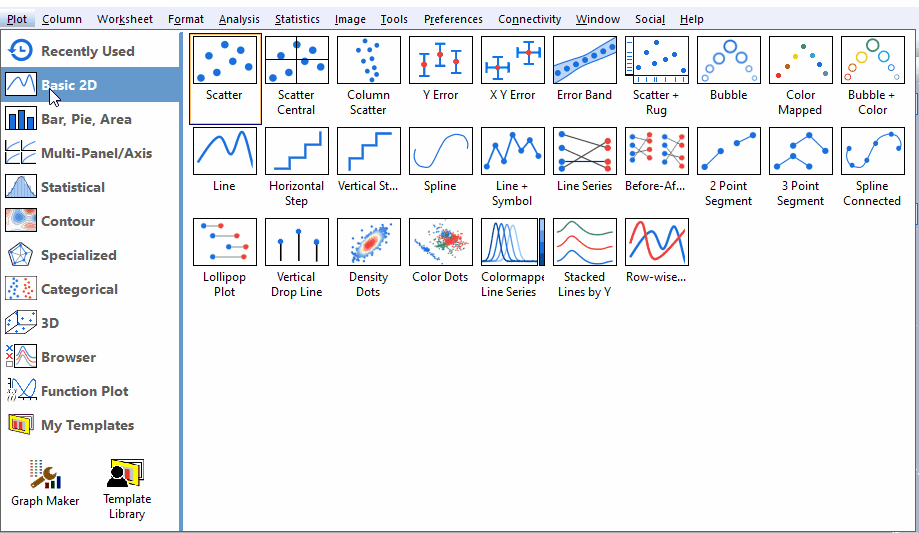 Plot Column Worksheet Format Analysis Statistics Image Tools Preferences Connectivity Window Social Help
Recently Used
Basic 2D
Bar, Pie, Area
Multi-Panel/Axis
Statistical
Contour
Specialized
Categorical
3D
Browser
Function Plot
My Templates
Graph Maker
Template
Library
Scatter
Scatter
Central
Column
Scatter
Y Error
X Y Error
Error Band
Scatter +
Rug
Bubble
Color
Mapped
Bubble +
Color
Line
Horizontal
Step
Vertical St...
Spline
Line +
Symbol
Line Series
Before-Af...
2 Point
Segment
3 Point
Segment
Spline
Connected
Lollipop
Plot
Vertical
Drop Line
Density
Dots
Color Dots
Colormappe
Line Series
Stacked
Lines by Y
Row-wise...